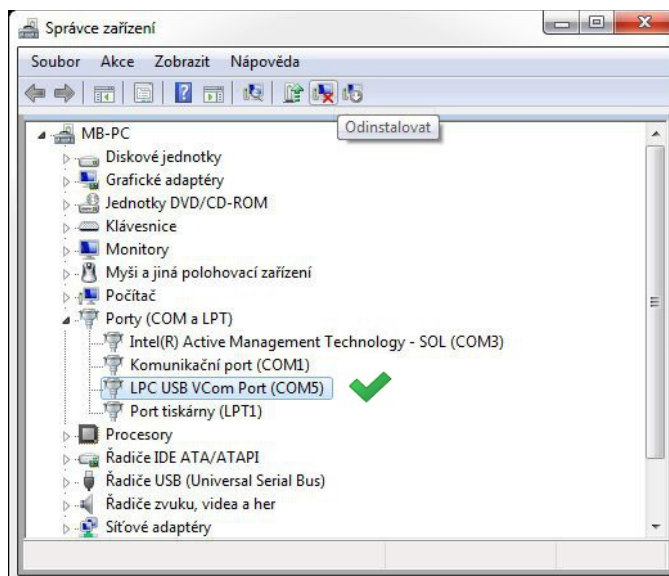 Správce zařízení
Soubor Akce Zobrazit Nápověda
Odinstalovat
MB-PC
Diskové jednotky
Grafické adaptéry
Jednotky DVD/CD-ROM
Klávesnice
Monitory
Myši a jiná polohovací zařízení
Počítač
Porty (COM a LPT)
Intel(R) Active Management Technology - SOL (COM3)
Komunikační port (COM1)
LPC USB VCom Port (COM5)
Port tiskárny (LPT1)
Procesory
Řadiče IDE ATA/ATAPI
Řadiče USB (Universal Serial Bus)
Řadiče zvuku, videa a her
Síťové adaptéry